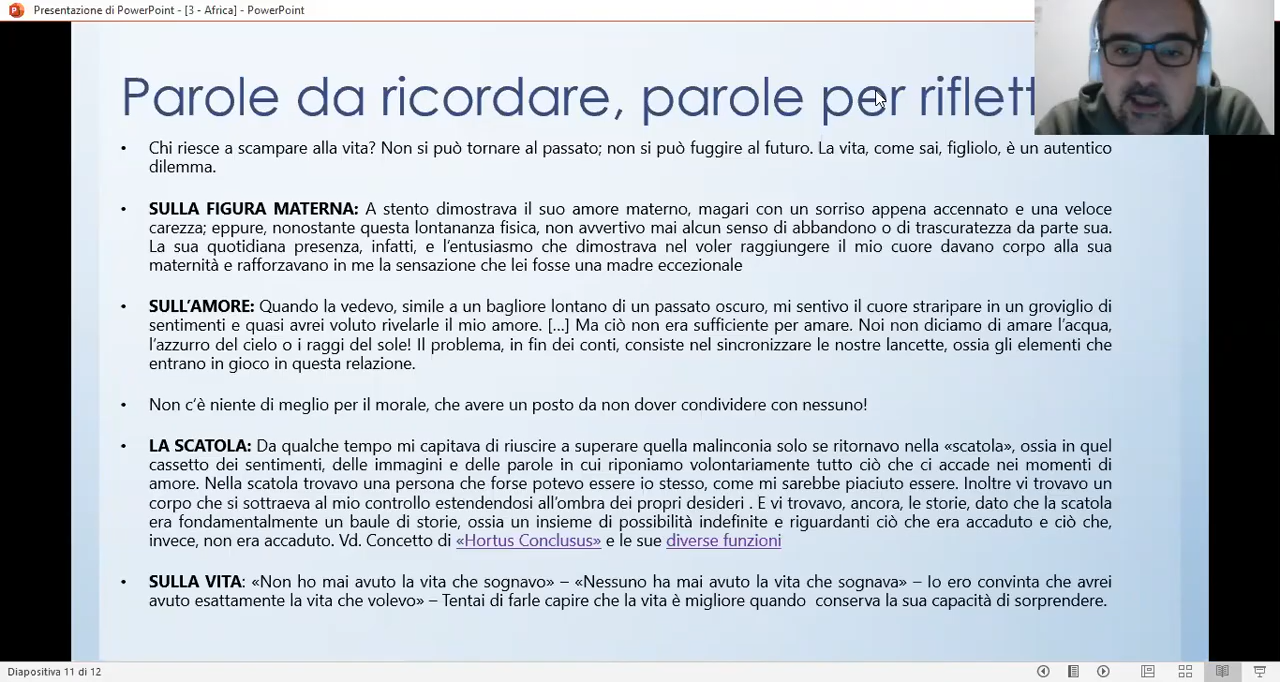 Presentazione di PowerPoint - [3 - Africa] - PowerPoint
Parole da ricordare, parole per riflett
• Chi riesce a scampare alla vita? Non si può tornare al passato; non si può fuggire al futuro. La vita, come sai, figliolo, è un autentico
dilemma.
• SULLA FIGURA MATERNA: A stento dimostrava il suo amore materno, magari con un sorriso appena accennato e una veloce
carezza; eppure, nonostante questa lontananza fisica, non avvertivo mai alcun senso di abbandono o di trascuratezza da parte sua.
La sua quotidiana presenza, infatti, e l'entusiasmo che dimostrava nel voler raggiungere il mio cuore davano corpo alla sua
maternità e rafforzavano in me la sensazione che lei fosse una madre eccezionale
• SULL'AMORE: Quando la vedevo, simile a un bagliore lontano di un passato oscuro, mi sentivo il cuore straripare in un groviglio di
sentimenti e quasi avrei voluto rivelarle il mio amore. […] Ma ciò non era sufficiente per amare. Noi non diciamo di amare l'acqua,
l'azzurro del cielo o i raggi del sole! Il problema, in fin dei conti, consiste nel sincronizzare le nostre lancette, ossia gli elementi che
entrano in gioco in questa relazione.
• Non c'è niente di meglio per il morale, che avere un posto da non dover condividere con nessuno!
• LA SCATOLA: Da qualche tempo mi capitava di riuscire a superare quella malinconia solo se ritornavo nella «scatola», ossia in quel
cassetto dei sentimenti, delle immagini e delle parole in cui riponiamo volontariamente tutto ciò che ci accade nei momenti di
amore. Nella scatola trovavo una persona che forse potevo essere io stesso, come mi sarebbe piaciuto essere. Inoltre vi trovavo un
corpo che si sottraeva al mio controllo estendendosi all'ombra dei propri desideri . E vi trovavo, ancora, le storie, dato che la scatola
era fondamentalmente un baule di storie, ossia un insieme di possibilità indefinite e riguardanti ciò che era accaduto e ciò che,
invece, non era accaduto. Vd. Concetto di «Hortus Conclusus» e le sue diverse funzioni
• SULLA VITA: «Non ho mai avuto la vita che sognavo» – «Nessuno ha mai avuto la vita che sognava» – Io ero convinta che avrei
avuto esattamente la vita che volevo» – Tentai di farle capire che la vita è migliore quando  conserva la sua capacità di sorprendere.
Diapositiva 11 di 12